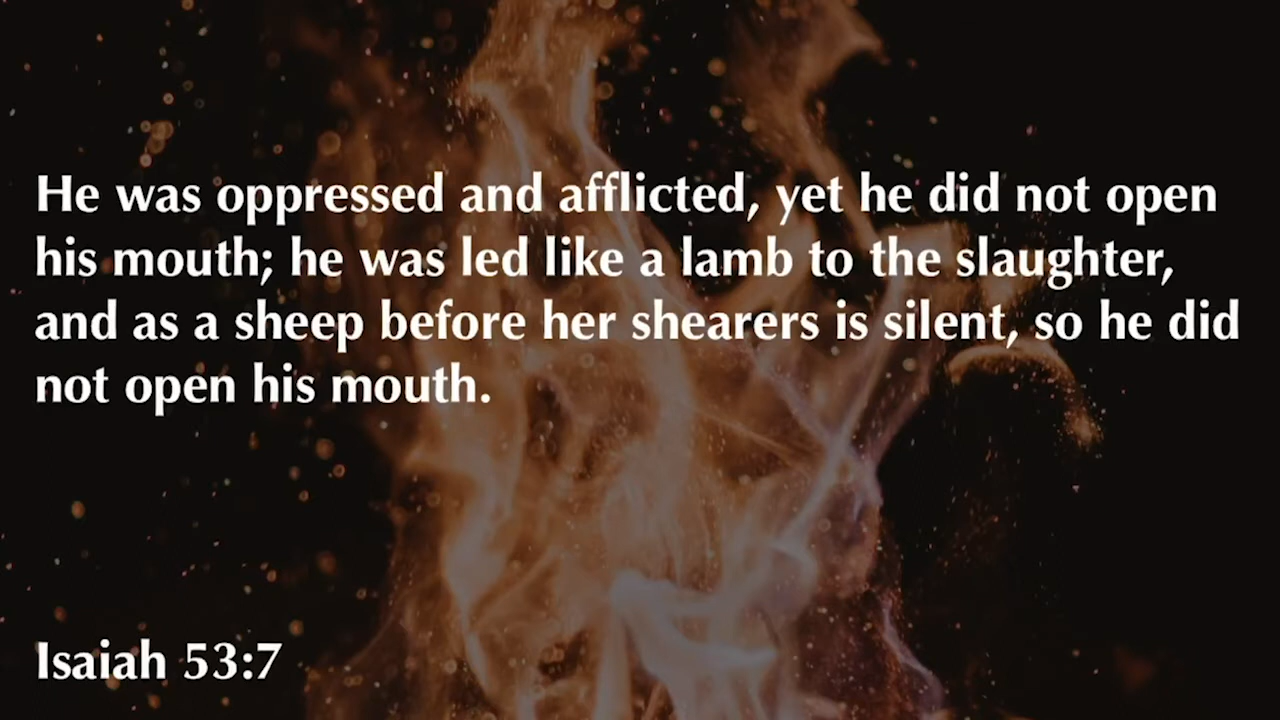 He was oppressed and afflicted, yet he did not open
his mouth; he was led like a lamb to the slaughter,
and as a sheep before her shearers is silent, so he did
not open his mouth.
Isaiah 53:7